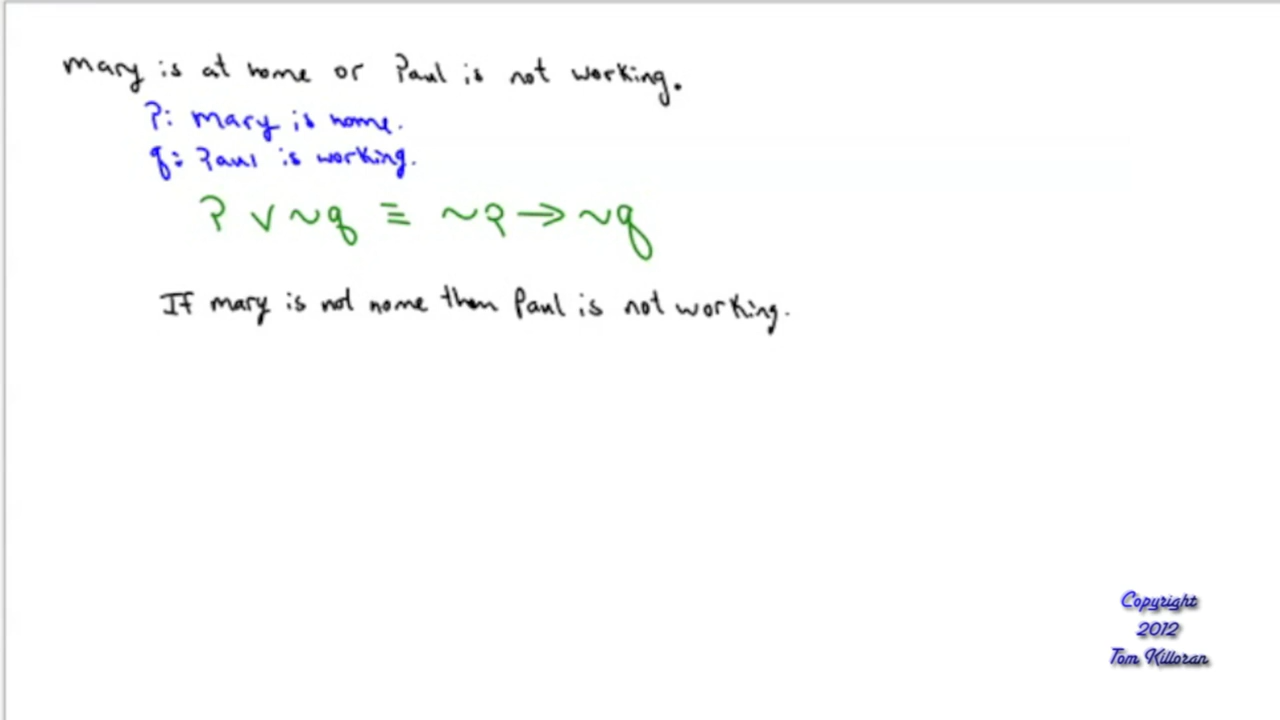 Mary is at home or Paul is not working.
P: Mary is home.
q: Paul is working.
P ∨ ~q ≡ ~P → ~q
If Mary is not home then Paul is not working.
Copyright
2012
Tom Killoran